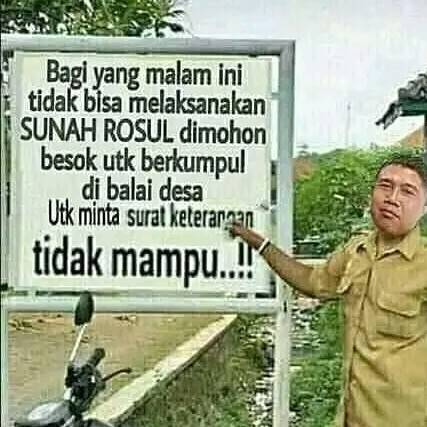 Bagi yang malam ini
tidak bisa melaksanakan
SUNAH ROSUL dimohon
besok utk berkumpul
di balai desa
Utk minta surat keterangan
tidak mampu..!!